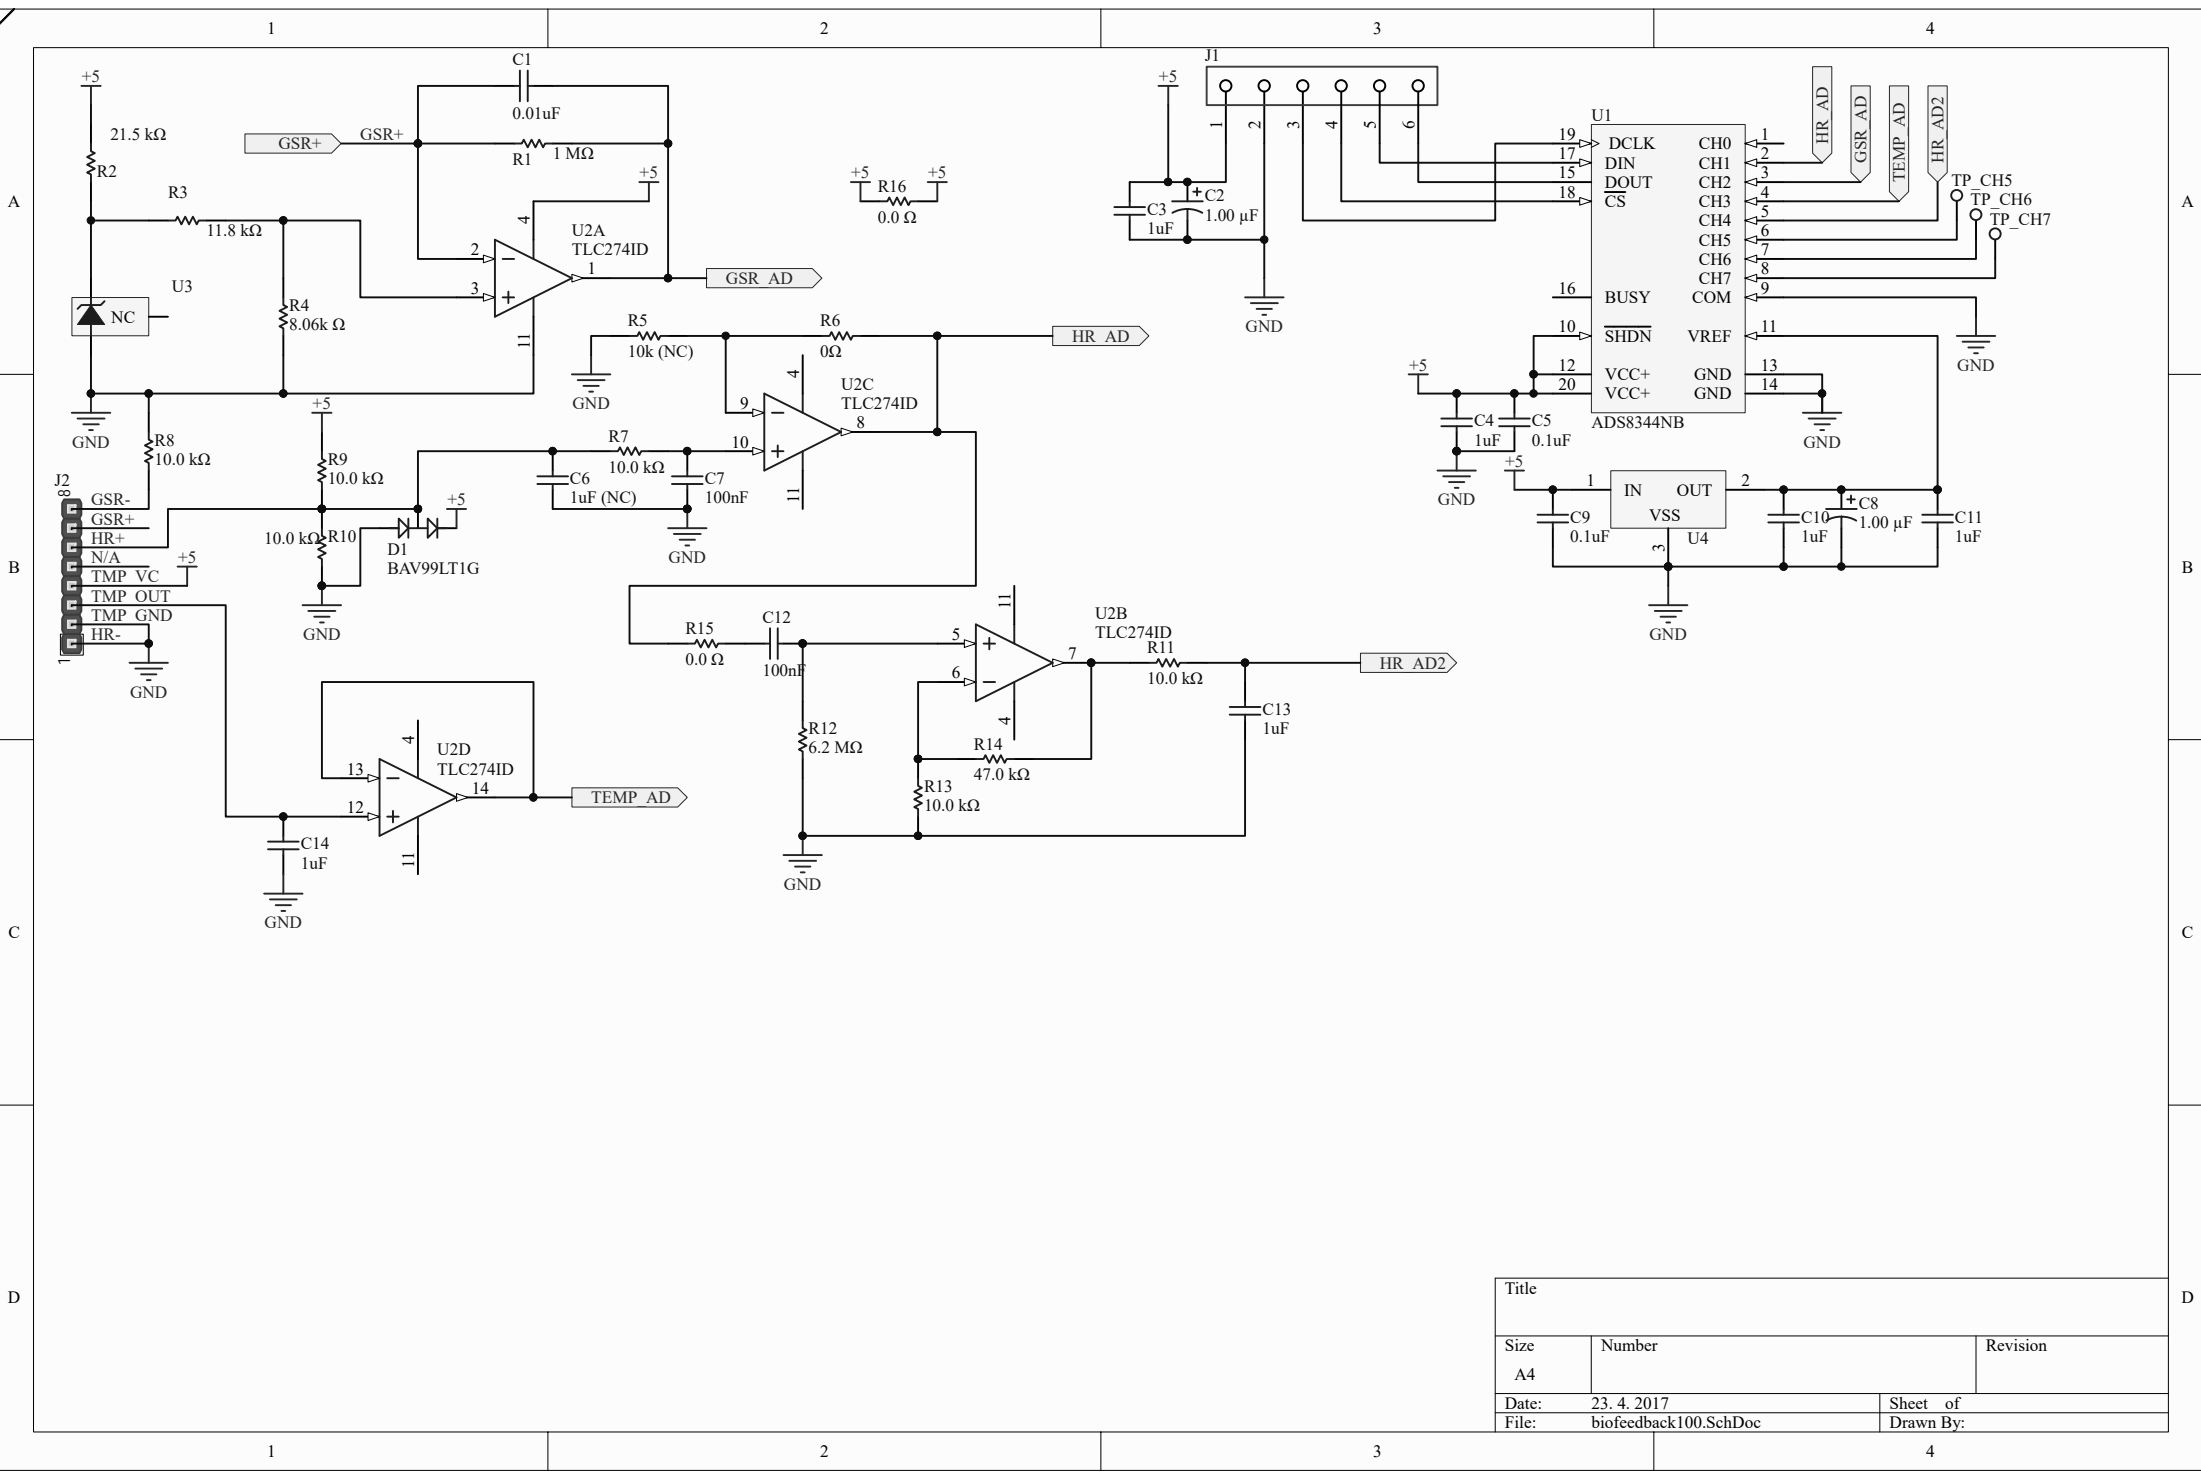 1 2 3 4
A
B
C
D
A
B
C
D
1 2 3 4
+5
21.5 kΩ
R2
R3
11.8 kΩ
U3
NC
R4
8.06k Ω
GND
GSR+
GSR+
C1
0.01uF
R1
1 MΩ
+5
4
2
3
1
11
U2A
TLC274ID
GSR_AD
+5
R16
0.0 Ω
+5
R5
10k (NC)
GND
R6
0Ω
HR_AD
4
9
10
8
11
U2C
TLC274ID
R8
10.0 kΩ
+5
R9
10.0 kΩ
10.0 kΩ
R10
GND
D1
BAV99LT1G
+5
C6
1uF (NC)
R7
10.0 kΩ
C7
100nF
GND
J2
8
GSR-
GSR+
HR+
N/A
TMP_VC
TMP_OUT
TMP_GND
HR-
1
+5
GND
4
13
12
14
11
U2D
TLC274ID
TEMP_AD
C14
1uF
GND
R15
0.0 Ω
C12
100nF
R12
6.2 MΩ
11
5
6
7
4
U2B
TLC274ID
R11
10.0 kΩ
HR_AD2
C13
1uF
R14
47.0 kΩ
R13
10.0 kΩ
GND
J1
1 2 3 4 5 6
+5
C3
1uF
C2
1.00 µF
GND
U1
19 DCLK
17 DIN
15 DOUT
18 CS
16 BUSY
10 SHDN
12 VCC+
20 VCC+
CH0 1
CH1 2
CH2 3
CH3 4
CH4 5
CH5 6
CH6 7
CH7 8
COM 9
VREF 11
GND 13
GND 14
ADS8344NB
HR_AD
GSR_AD
TEMP_AD
HR_AD2
TP_CH5
TP_CH6
TP_CH7
GND
GND
+5
C4
1uF
C5
0.1uF
GND
+5
1
IN OUT
VSS
2
3
U4
C9
0.1uF
C10
1uF
C8
1.00 µF
C11
1uF
GND
Title
Size
A4
Number
Revision
Date: 23. 4. 2017 Sheet of
File: biofeedback100.SchDoc Drawn By: